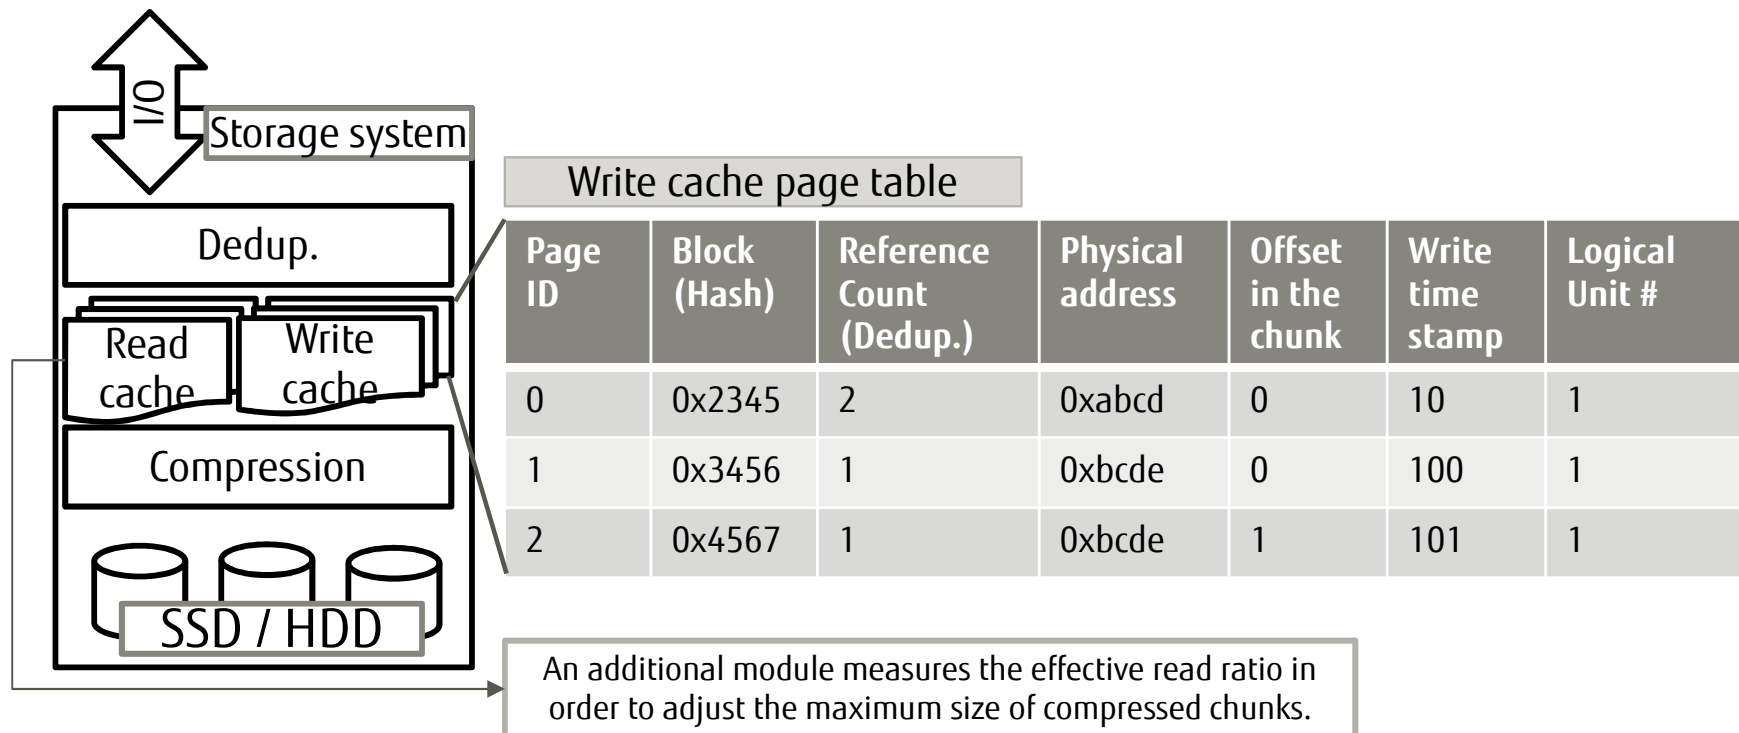 I/O
Storage system
Dedup.
Read
cache
Write
cache
Compression
SSD / HDD
Write cache page table
Page ID Block (Hash) Reference Count (Dedup.) Physical address Offset in the chunk Write time stamp Logical Unit #
0 0x2345 2 0xabcd 0 10 1
1 0x3456 1 0xbcde 0 100 1
2 0x4567 1 0xbcde 1 101 1
An additional module measures the effective read ratio in
order to adjust the maximum size of compressed chunks.